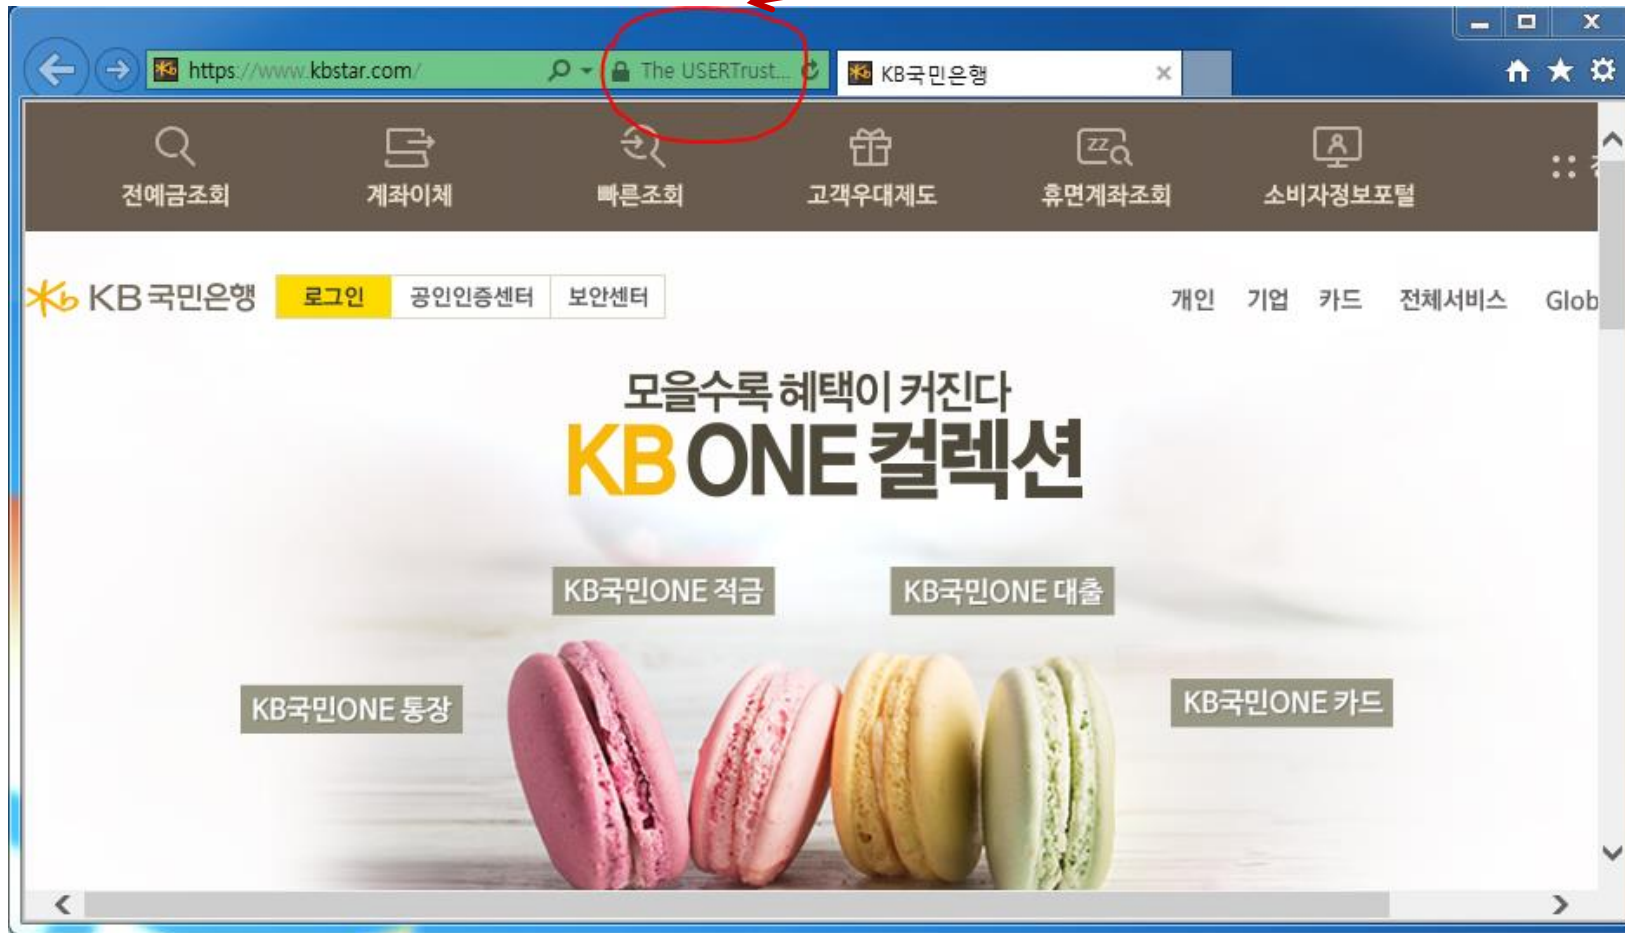 https://www.kbstar.com/
The USERTrust...
KB국민은행
전예금조회
계좌이체
빠른조회
고객우대제도
휴면계좌조회
소비자정보포털
KB국민은행
로그인
공인인증센터
보안센터
개인
기업
카드
전체서비스
Glob
모을수록 혜택이 커진다
KB ONE 컬렉션
KB국민ONE 적금
KB국민ONE 대출
KB국민ONE 통장
KB국민ONE 카드